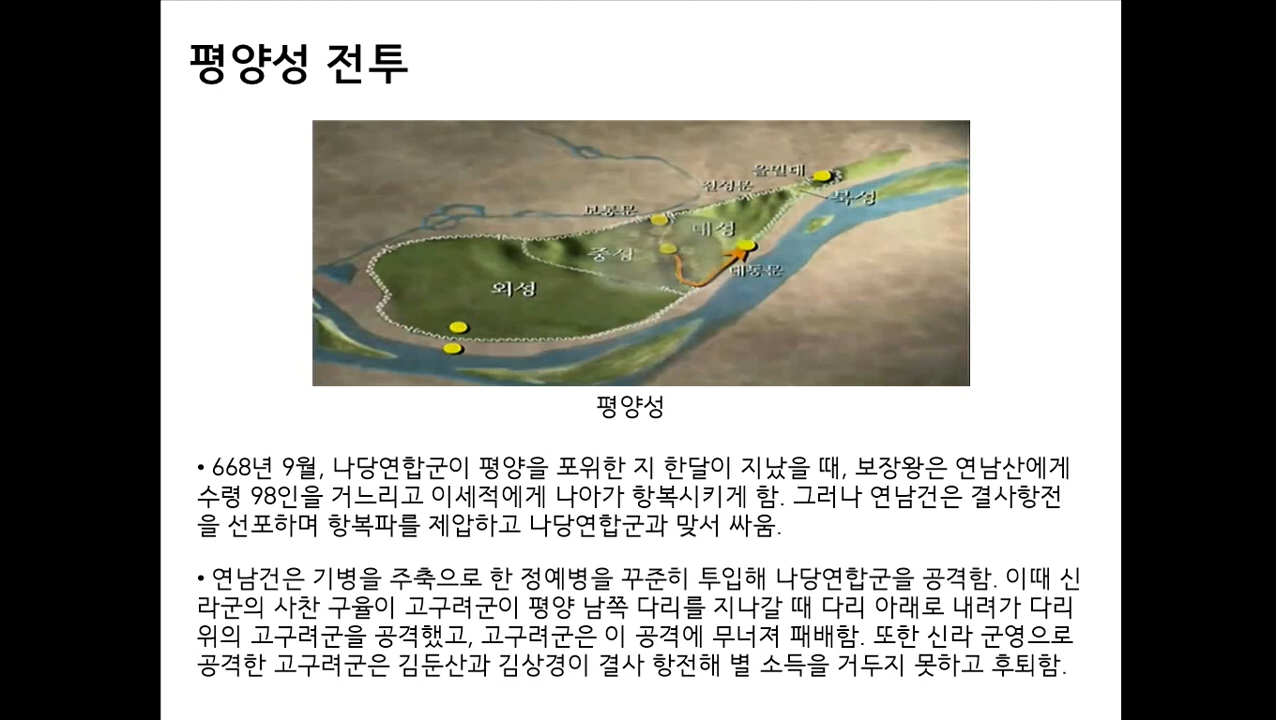 평양성 전투
을밀대
칠성문
북성
보통문
내성
중성
대동문
외성
평양성
• 668년 9월, 나당연합군이 평양을 포위한 지 한달이 지났을 때, 보장왕은 연남산에게
수령 98인을 거느리고 이세적에게 나아가 항복시키게 함. 그러나 연남건은 결사항전
을 선포하며 항복파를 제압하고 나당연합군과 맞서 싸움.
• 연남건은 기병을 주축으로 한 정예병을 꾸준히 투입해 나당연합군을 공격함. 이때 신
라군의 사찬 구율이 고구려군이 평양 남쪽 다리를 지나갈 때 다리 아래로 내려가 다리
위의 고구려군을 공격했고, 고구려군은 이 공격에 무너져 패배함. 또한 신라 군영으로
공격한 고구려군은 김둔산과 김상경이 결사 항전해 별 소득을 거두지 못하고 후퇴함.